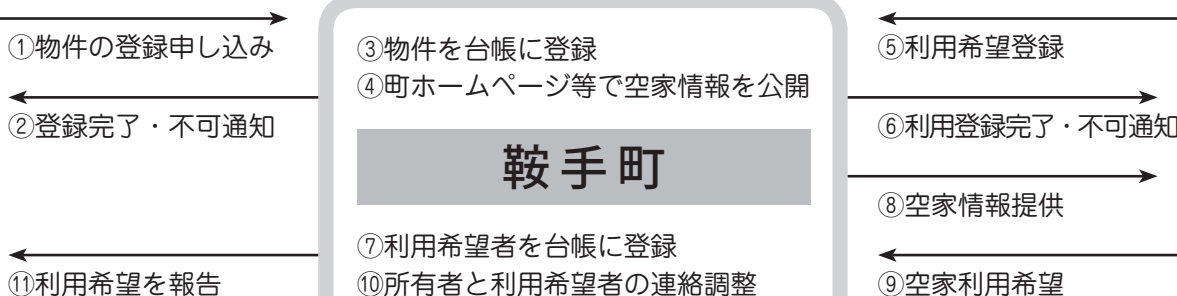 ①物件の登録申し込み
②登録完了・不可通知
⑪利用希望を報告
③物件を台帳に登録
④町ホームページ等で空家情報を公開
鞍手町
⑦利用希望者を台帳に登録
⑩所有者と利用希望者の連絡調整
⑤利用希望登録
⑥利用登録完了・不可通知
⑧空家情報提供
⑨空家利用希望